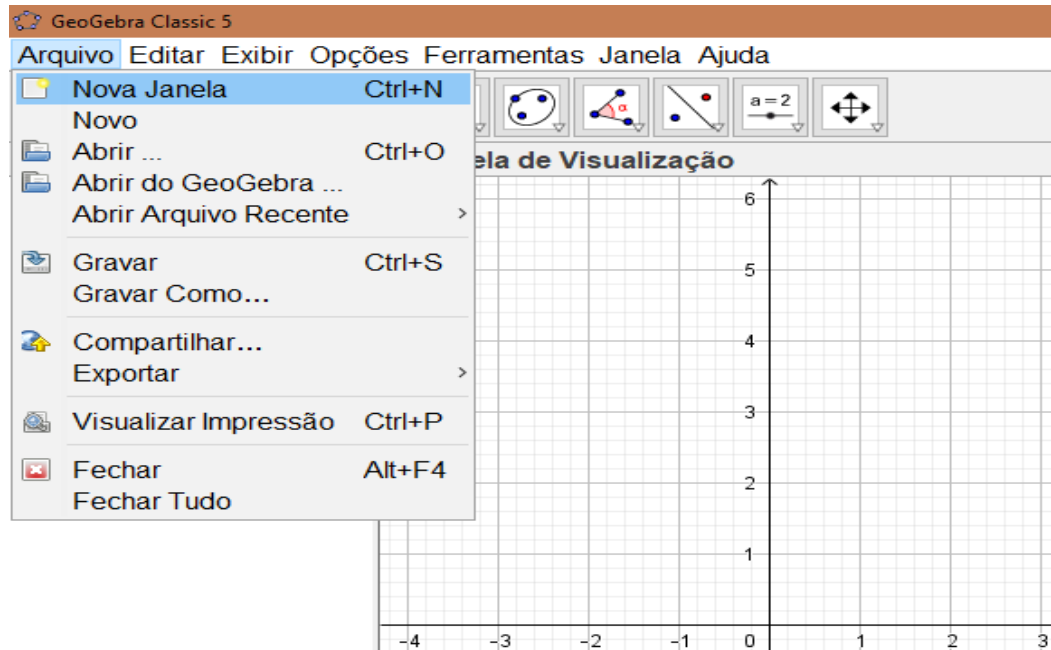 GeoGebra Classic 5
Arquivo Editar Exibir Opções Ferramentas Janela Ajuda
Nova Janela Ctrl+N
Novo
Abrir ... Ctrl+O
Abrir do GeoGebra ...
Abrir Arquivo Recente >
Gravar Ctrl+S
Gravar Como...
Compartilhar...
Exportar >
Visualizar Impressão Ctrl+P
Fechar Alt+F4
Fechar Tudo
α
a = 2
de Visualização
6
5
4
3
2
1
-4 -3 -2 -1 0 1 2 3